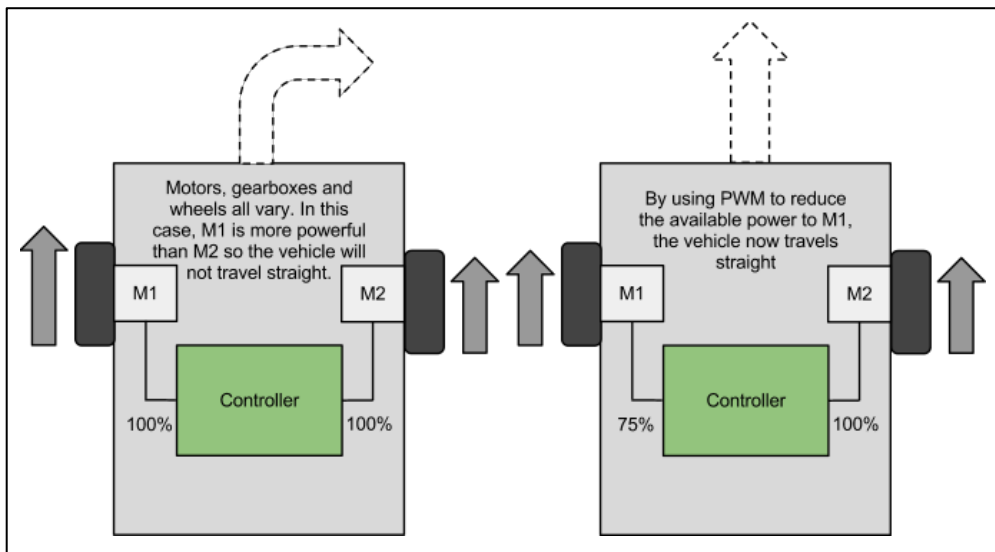 Motors, gearboxes and
wheels all vary. In this
case, M1 is more powerful
than M2 so the vehicle will
not travel straight.
M1
M2
Controller
100%
100%
By using PWM to reduce
the available power to M1,
the vehicle now travels
straight
M1
M2
Controller
75%
100%